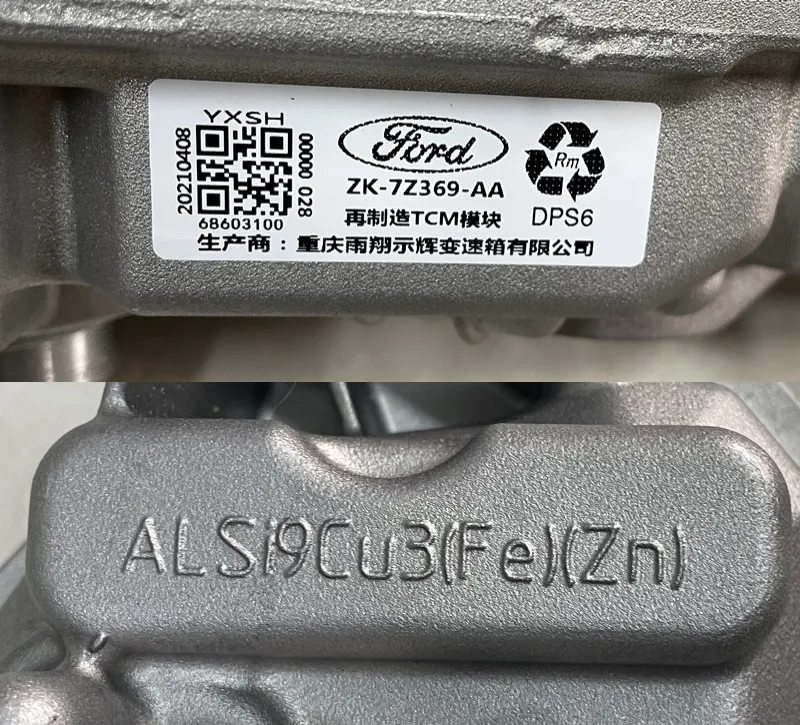 YXSH
20210408
00000 028
68603100
Ford
ZK-7Z369-AA
再制造TCM模块
Rm
DPS6
生产商：重庆雨翔示辉变速箱有限公司
ALSi9Cu3(Fe)(Zn)